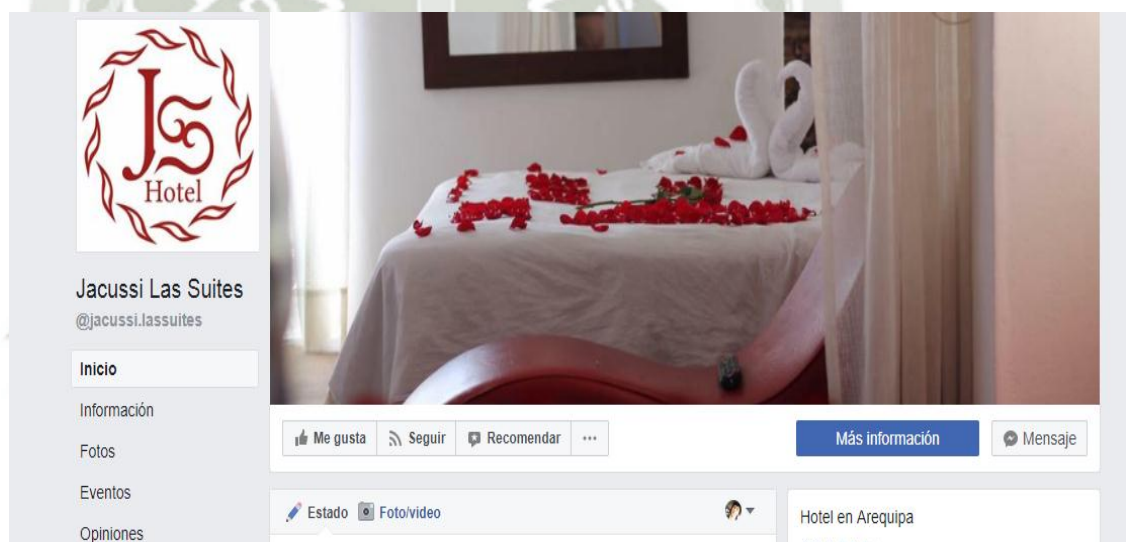 JS
Hotel
Jacussi Las Suites
@jacussi.lassuites
Inicio
Información
Fotos
Eventos
Opiniones
Me gusta
Seguir
Recomendar
Más información
Mensaje
Estado
Foto/video
Hotel en Arequipa